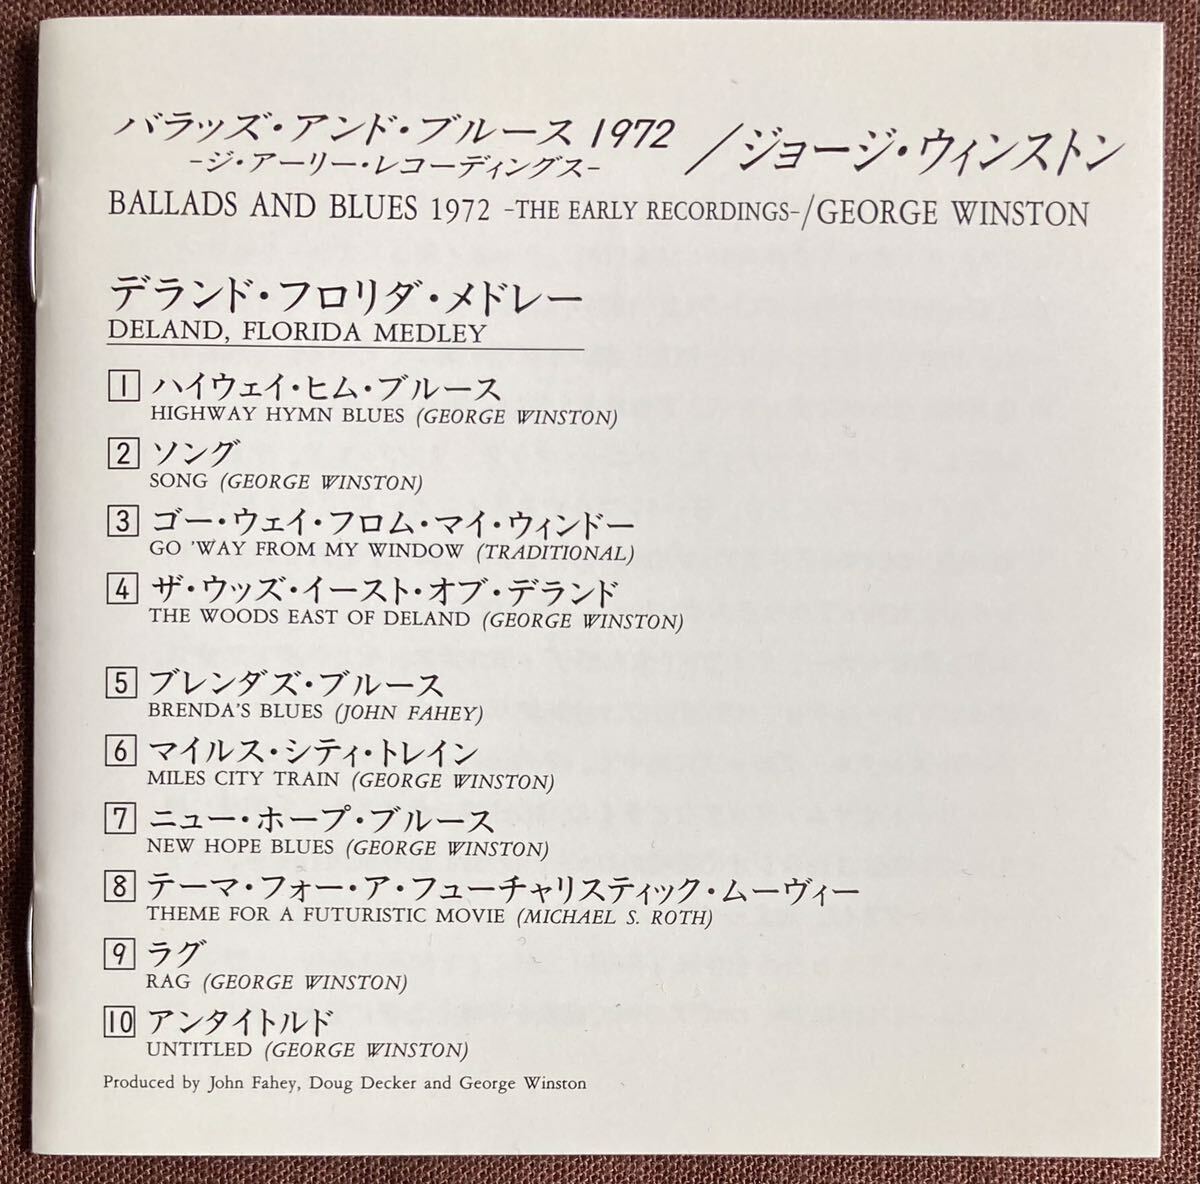 バラッズ・アンド・ブルース 1972 /ジョージ・ウィンストン
-ジ・アーリー・レコーディングス-
BALLADS AND BLUES 1972 -THE EARLY RECORDINGS-/GEORGE WINSTON
デランド・フロリダ・メドレー
DELAND, FLORIDA MEDLEY
1 ハイウェイ・ヒム・ブルース
HIGHWAY HYMN BLUES (GEORGE WINSTON)
2 ソング
SONG (GEORGE WINSTON)
3 ゴー・ウェイ・フロム・マイ・ウィンドー
GO 'WAY FROM MY WINDOW (TRADITIONAL)
4 ザ・ウッズ・イースト・オブ・デランド
THE WOODS EAST OF DELAND (GEORGE WINSTON)
5 ブレンダズ・ブルース
BRENDA'S BLUES (JOHN FAHEY)
6 マイルス・シティ・トレイン
MILES CITY TRAIN (GEORGE WINSTON)
7 ニュー・ホープ・ブルース
NEW HOPE BLUES (GEORGE WINSTON)
8 テーマ・フォー・ア・フューチャリスティック・ムーヴィー
THEME FOR A FUTURISTIC MOVIE (MICHAEL S. ROTH)
9 ラグ
RAG (GEORGE WINSTON)
10 アンタイトルド
UNTITLED (GEORGE WINSTON)
Produced by John Fahey, Doug Decker and George Winston